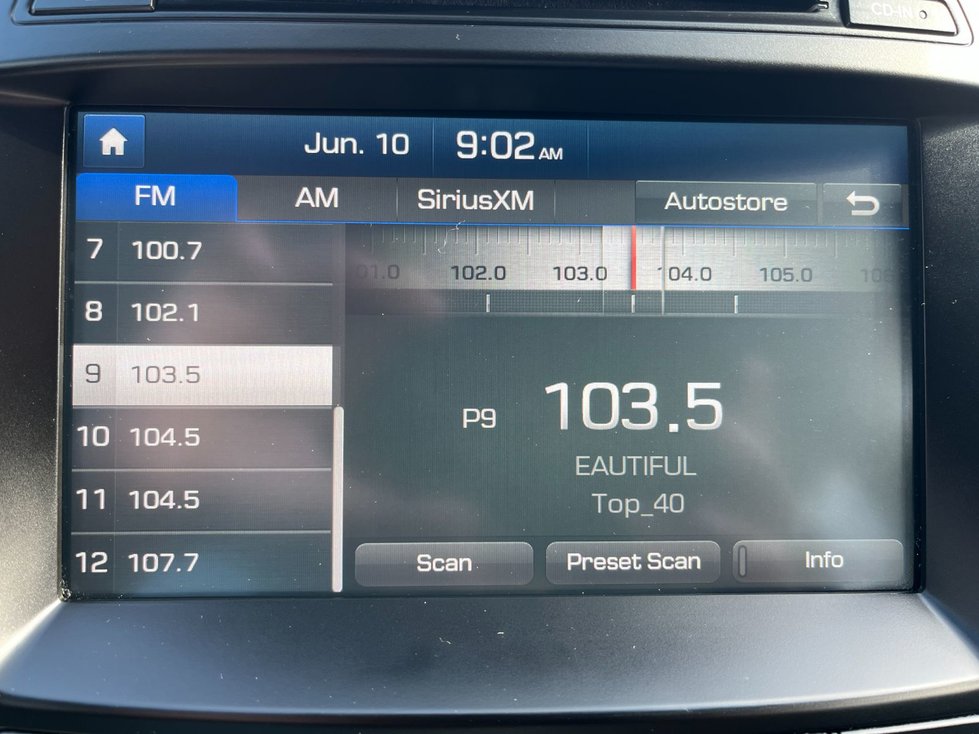 CD-IN
Jun. 10 9:02 AM
FM AM SiriusXM Autostore
7 100.7
8 102.1
9 103.5
10 104.5
11 104.5
12 107.7
01.0 102.0 103.0 104.0 105.0
P9 103.5
EAUTIFUL
Top_40
Scan Preset Scan Info